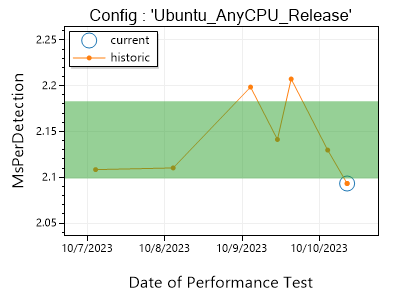 Config : 'Ubuntu_AnyCPU_Release'
current
historic
MsPerDetection
2.25
2.2
2.15
2.1
2.05
10/7/2023
10/8/2023
10/9/2023
10/10/2023
Date of Performance Test